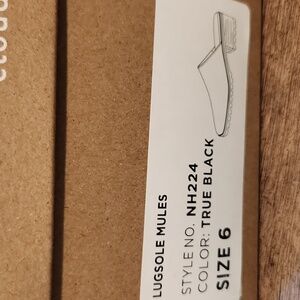 LUGSOLE MULES
STYLE NO. NH224
COLOR: TRUE BLACK
SIZE 6